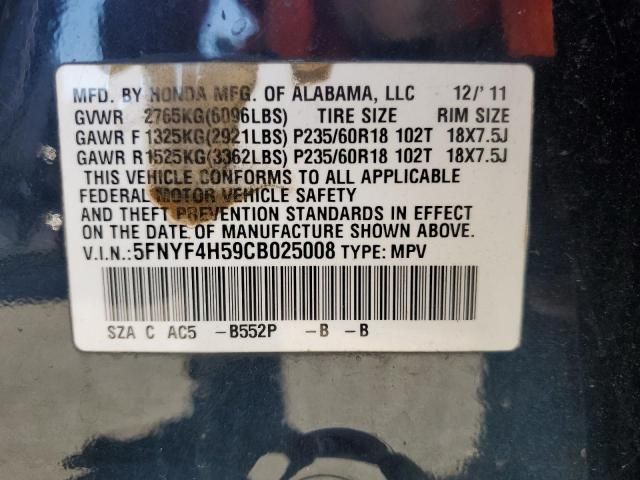 MFD. BY HONDA MFG. OF ALABAMA, LLC 12/'11
GVWR 2765KG(6096LBS) TIRE SIZE RIM SIZE
GAWR F 1325KG(2921LBS) P235/60R18 102T 18X7.5J
GAWR R 1525KG(3362LBS) P235/60R18 102T 18X7.5J
THIS VEHICLE CONFORMS TO ALL APPLICABLE
FEDERAL MOTOR VEHICLE SAFETY
AND THEFT PREVENTION STANDARDS IN EFFECT
ON THE DATE OF MANUFACTURE SHOWN ABOVE.
V.I.N.:5FNYF4H59CB025008 TYPE: MPV
SZA C AC5 -B552P -B -B